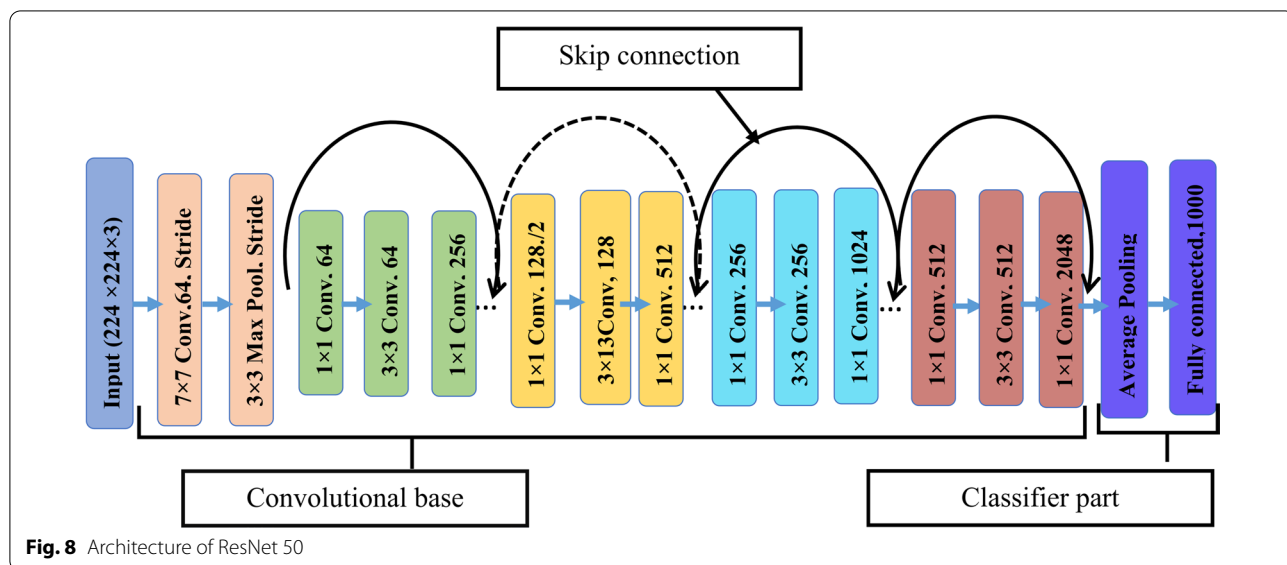 Skip connection
Input (224 ×224×3)
7×7 Conv.64. Stride
3×3 Max Pool. Stride
1×1 Conv. 64
3×3 Conv. 64
1×1 Conv. 256
...
1×1 Conv. 128./2
3×13Conv, 128
1×1 Conv. 512
...
1×1 Conv. 256
3×3 Conv. 256
1×1 Conv. 1024
...
1×1 Conv. 512
3×3 Conv. 512
1×1 Conv. 2048
Average Pooling
Fully connected,1000
Convolutional base
Classifier part
Fig. 8 Architecture of ResNet 50